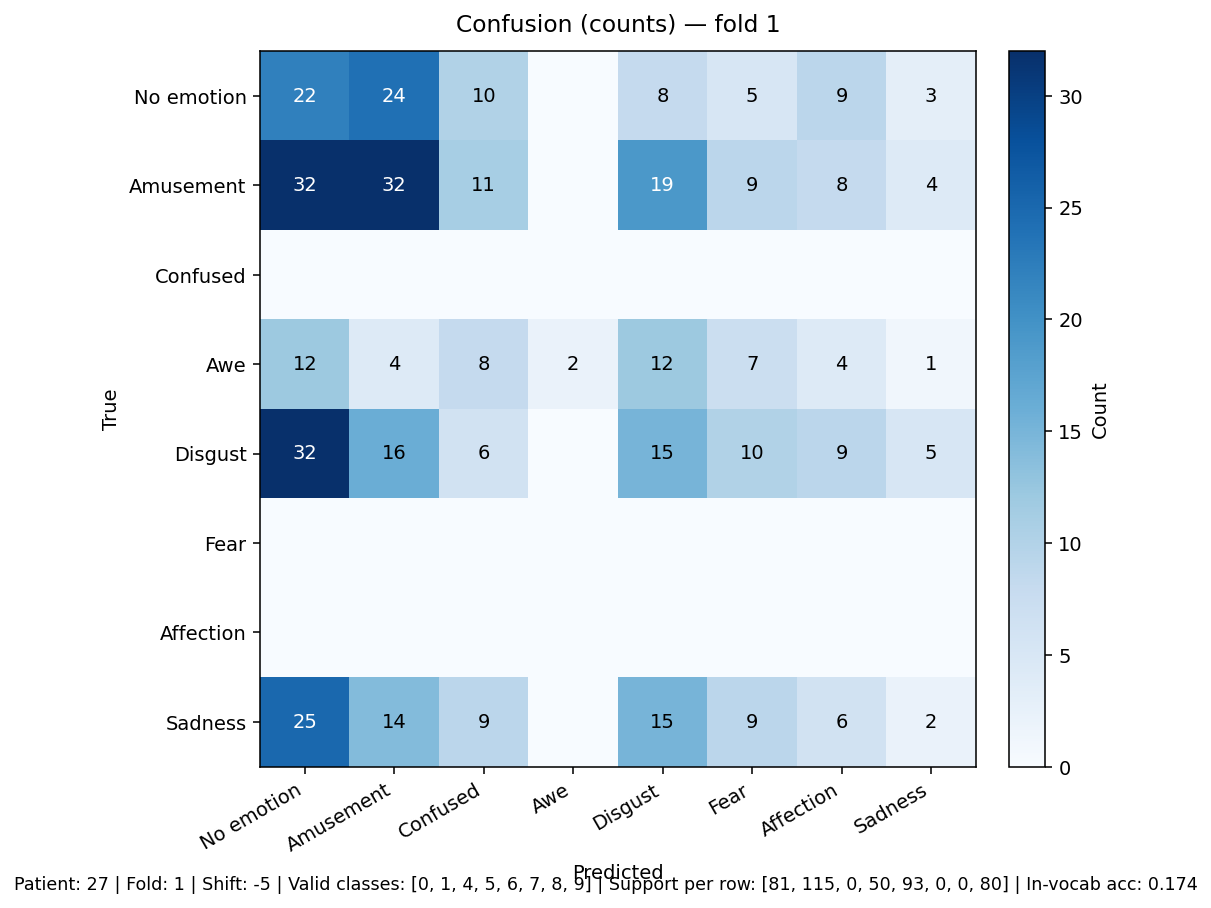 Confusion (counts) — fold 1
No emotion 22 24 10 8 5 9 3
Amusement 32 32 11 19 9 8 4
Confused
Awe 12 4 8 2 12 7 4 1
Disgust 32 16 6 15 10 9 5
Fear
Affection
Sadness 25 14 9 15 9 6 2
True
No emotion Amusement Confused Awe Disgust Fear Affection Sadness
Predicted
30
25
20
15
10
5
0
Count
Patient: 27 | Fold: 1 | Shift: -5 | Valid classes: [0, 1, 4, 5, 6, 7, 8, 9] | Support per row: [81, 115, 0, 50, 93, 0, 0, 80] | In-vocab acc: 0.174